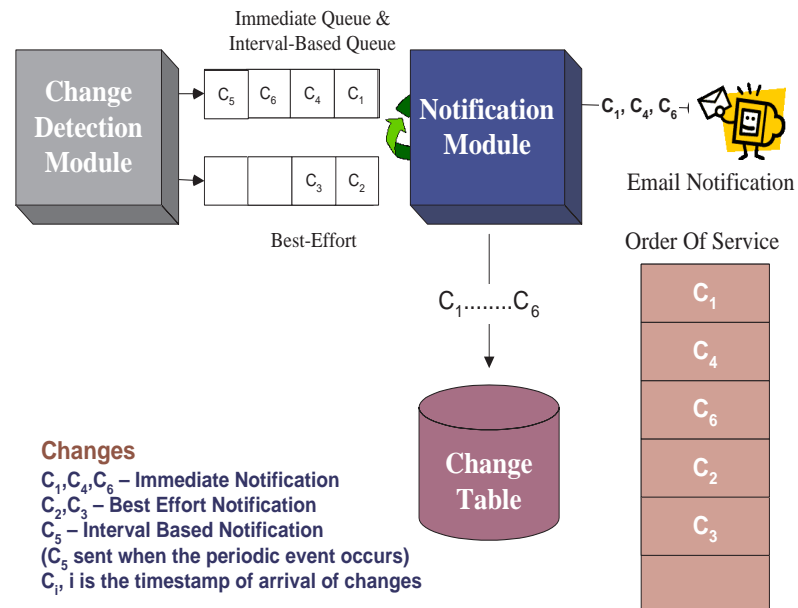 Immediate Queue &
Interval-Based Queue
Change
Detection
Module
C5 C6 C4 C1
C3 C2
Best-Effort
Notification
Module
C1, C4, C6
Email Notification
Order Of Service
C1
C4
C6
C2
C3
C1........C6
Change
Table
Changes
C1,C4,C6 – Immediate Notification
C2,C3 – Best Effort Notification
C5 – Interval Based Notification
(C5 sent when the periodic event occurs)
Ci, i is the timestamp of arrival of changes